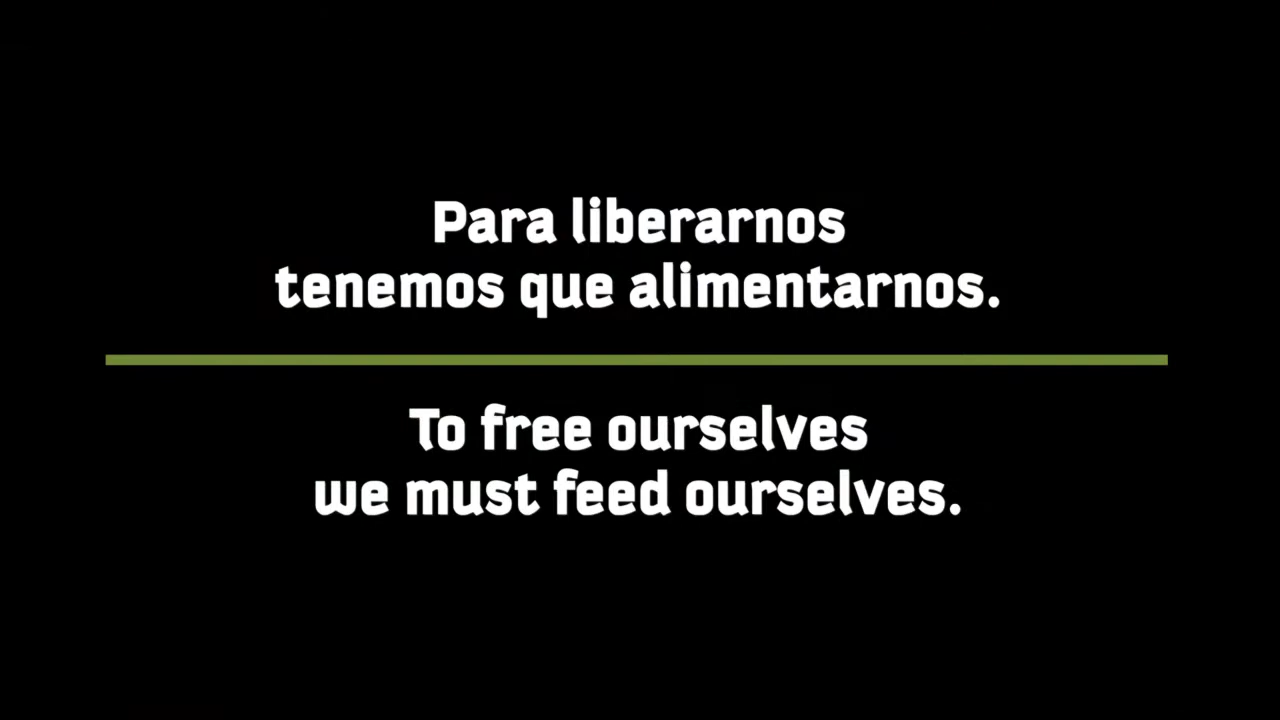 Para liberarnos
tenemos que alimentarnos.
To free ourselves
we must feed ourselves.